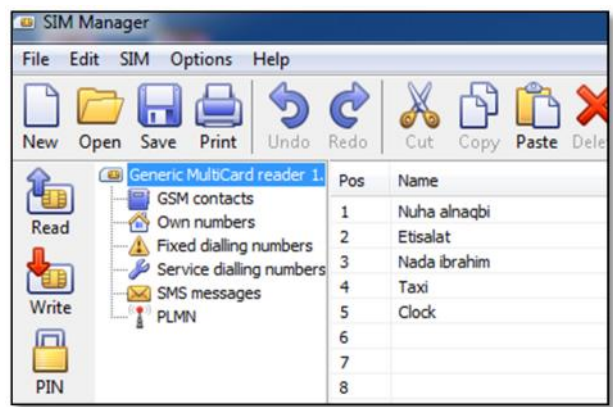 SIM Manager
File Edit SIM Options Help
New Open Save Print Undo Redo Cut Copy Paste
Read
Write
PIN
Generic MultiCard reader 1.
GSM contacts
Own numbers
Fixed dialling numbers
Service dialling numbers
SMS messages
PLMN
Pos Name
1 Nuha alnaqbi
2 Etisalat
3 Nada ibrahim
4 Taxi
5 Clock
6
7
8